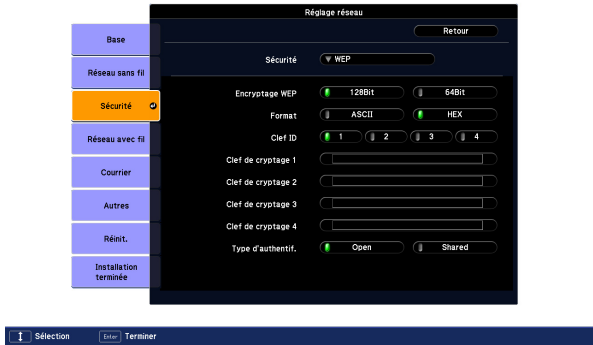 Réglage réseau
Retour
Base
Réseau sans fil
Sécurité
Réseau avec fil
Courrier
Autres
Réinit.
Installation
terminée
Sécurité WEP
Encryptage WEP 128Bit 64Bit
Format ASCII HEX
Clef ID 1 2 3 4
Clef de cryptage 1
Clef de cryptage 2
Clef de cryptage 3
Clef de cryptage 4
Type d'authentif. Open Shared
Sélection Enter Terminer